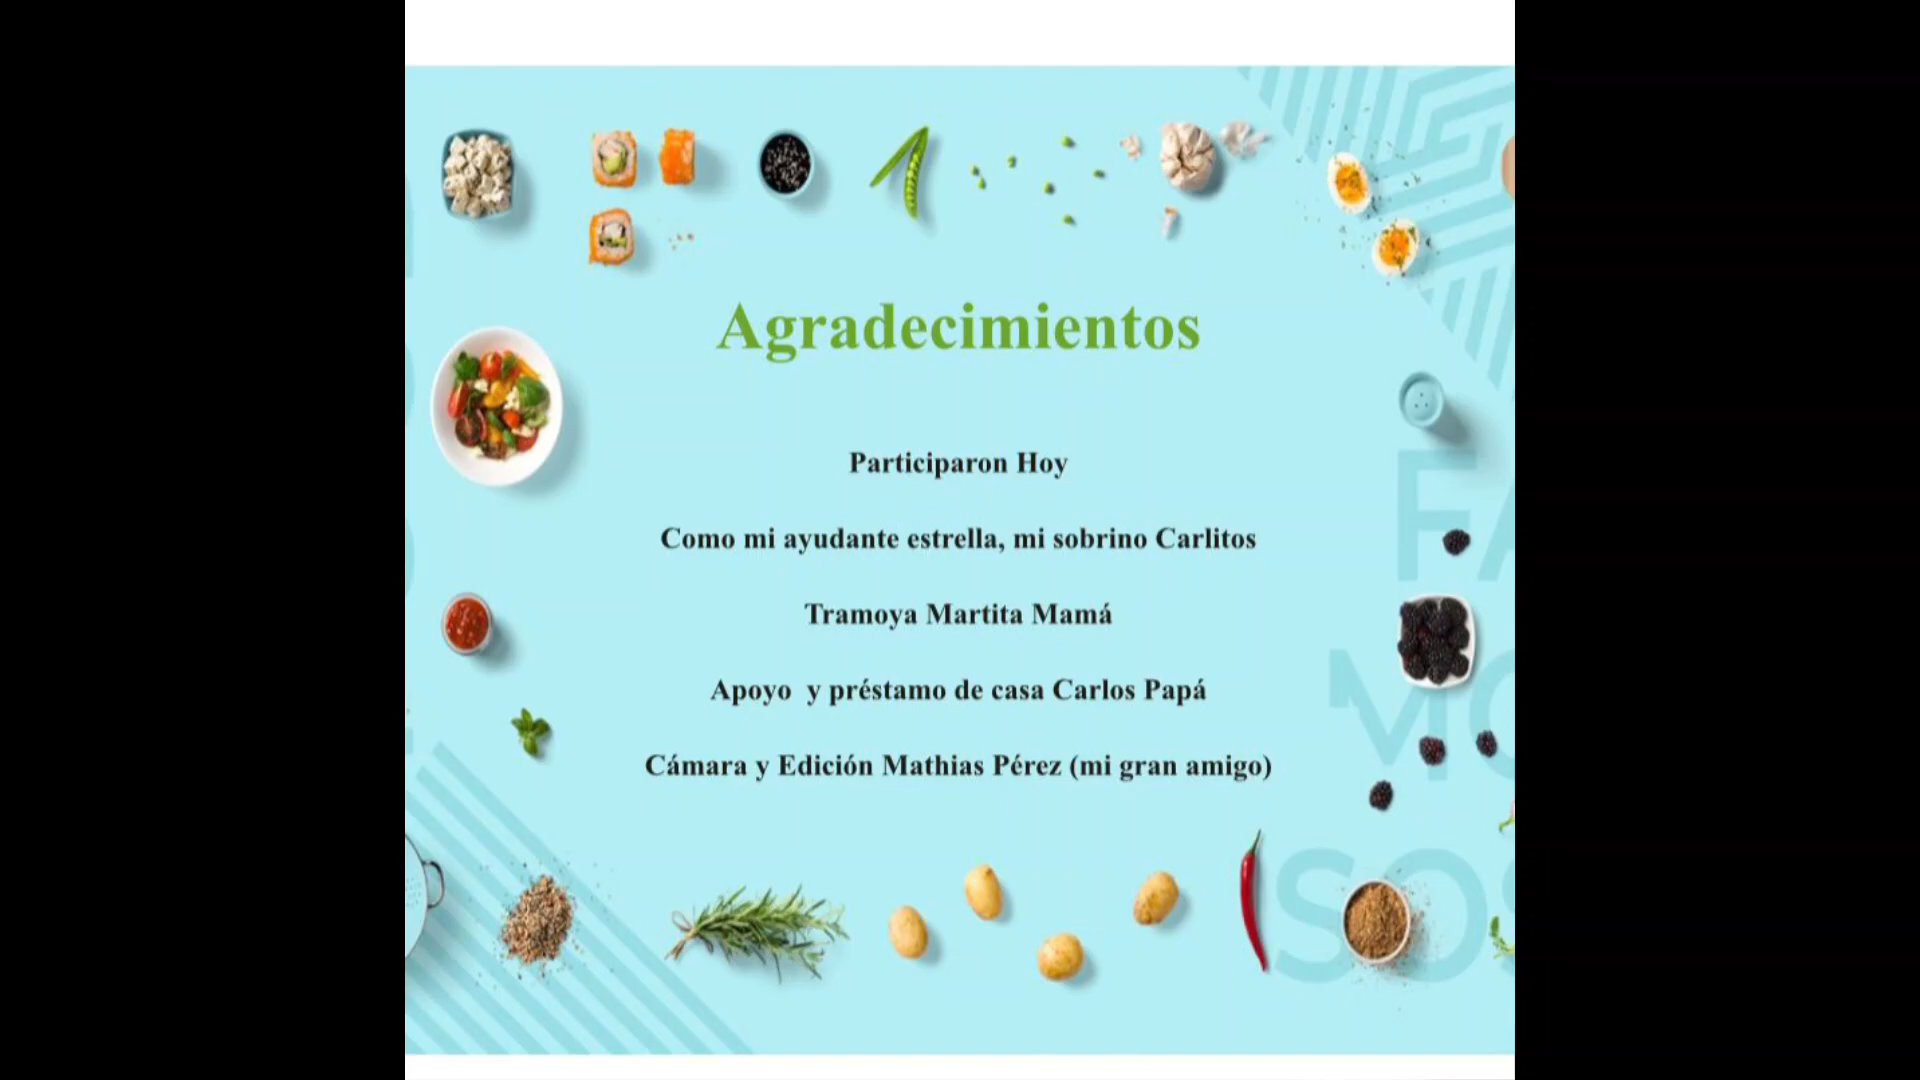 Agradecimientos
Participaron Hoy
Como mi ayudante estrella, mi sobrino Carlitos
Tramoya Martita Mamá
Apoyo  y préstamo de casa Carlos Papá
Cámara y Edición Mathias Pérez (mi gran amigo)